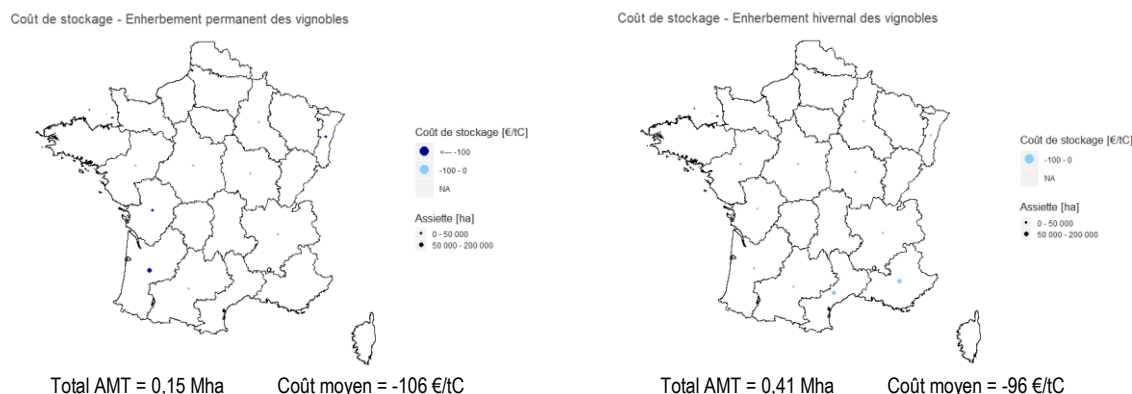 Coût de stockage - Enherbement permanent des vignobles
Coût de stockage [€/tC]
<--- -100
-100 - 0
NA
Assiette [ha]
0 - 50 000
50 000 - 200 000
Total AMT = 0,15 Mha Coût moyen = -106 €/tC
Coût de stockage - Enherbement hivernal des vignobles
Coût de stockage [€/tC]
-100 - 0
NA
Assiette [ha]
0 - 50 000
50 000 - 200 000
Total AMT = 0,41 Mha Coût moyen = -96 €/tC